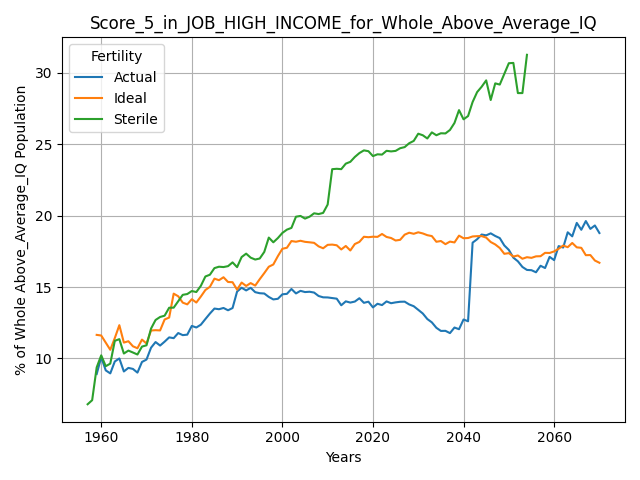 Score_5_in_JOB_HIGH_INCOME_for_Whole_Above_Average_IQ
Fertility
Actual
Ideal
Sterile
% of Whole Above_Average_IQ Population
30
25
20
15
10
1960
1980
2000
2020
2040
2060
Years